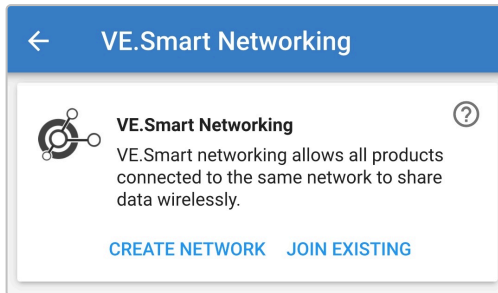 VE.Smart Networking
VE.Smart Networking
VE.Smart networking allows all products
connected to the same network to share
data wirelessly.
CREATE NETWORK JOIN EXISTING